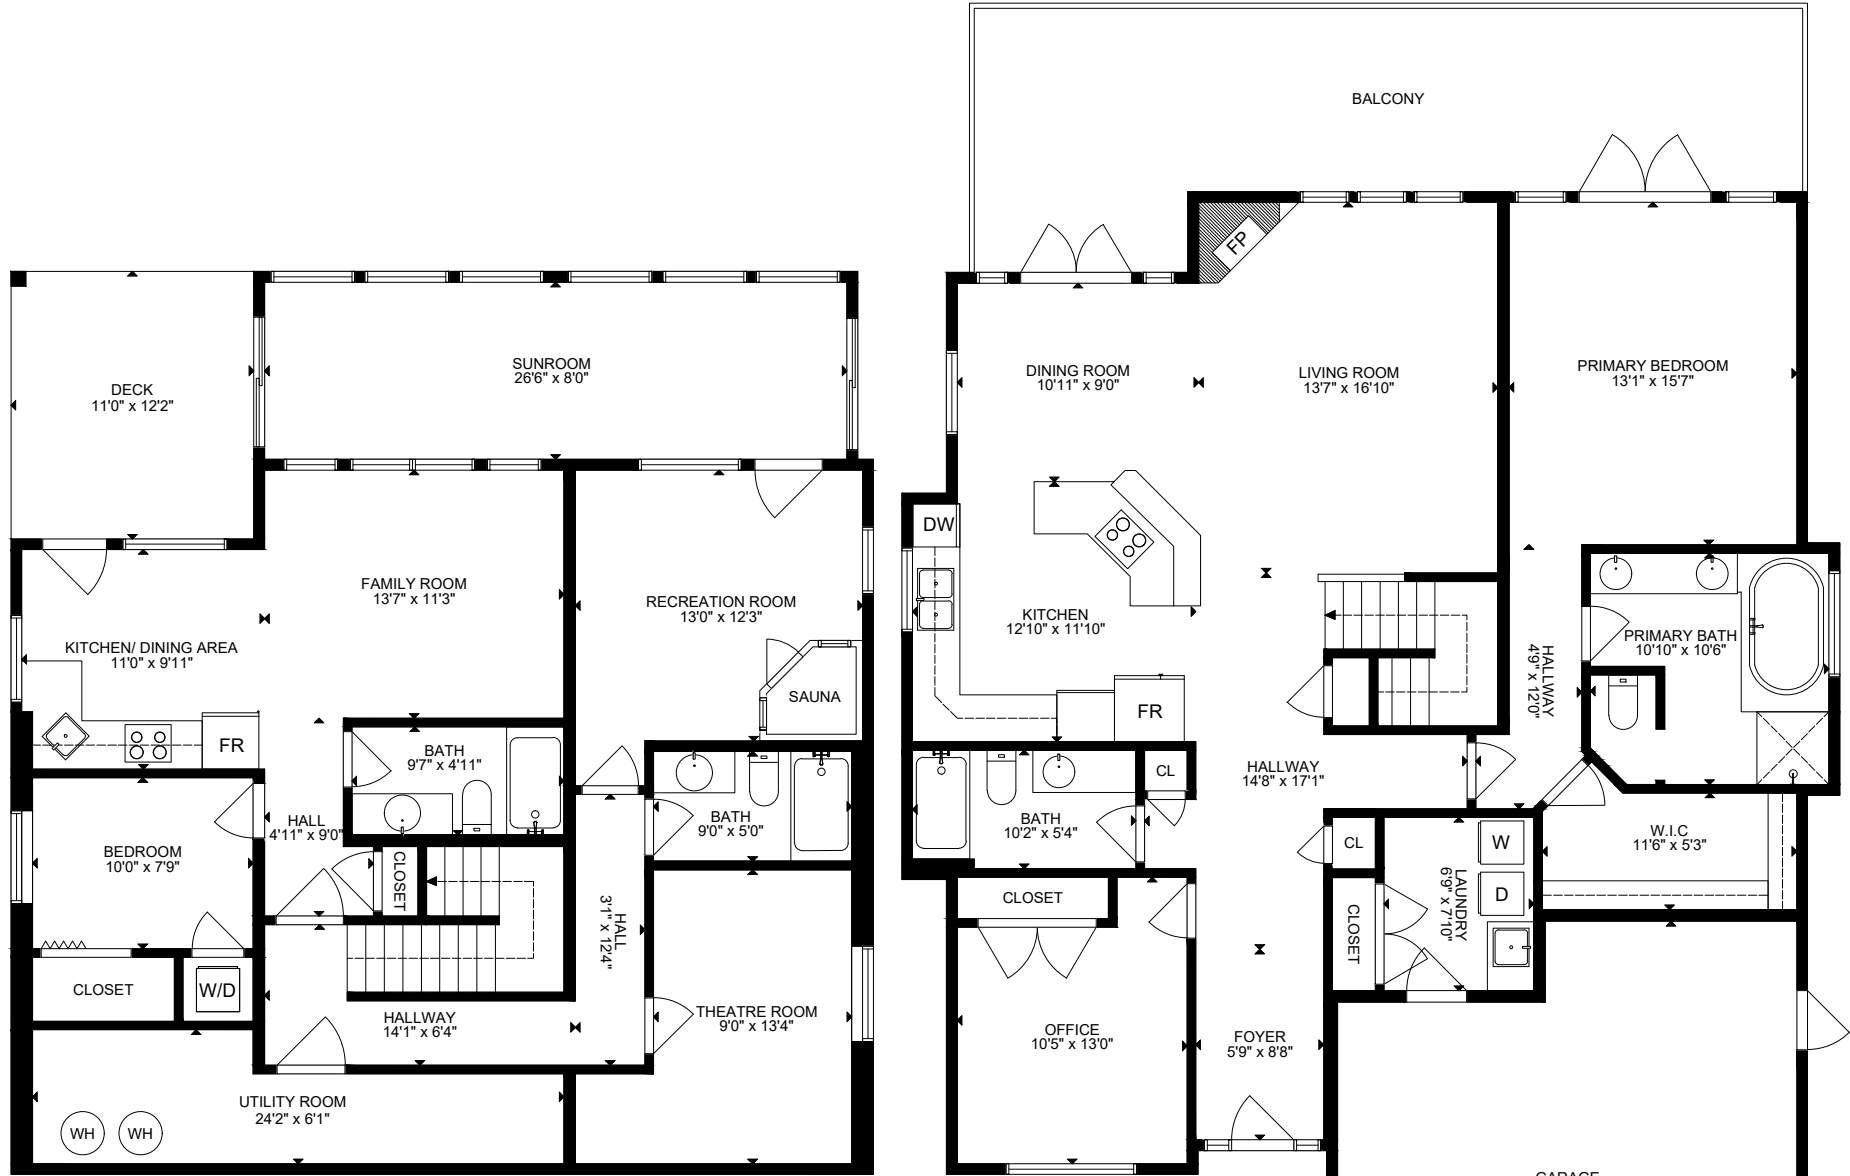 DECK
11'0" x 12'2"
SUNROOM
26'6" x 8'0"
FAMILY ROOM
13'7" x 11'3"
RECREATION ROOM
13'0" x 12'3"
KITCHEN/ DINING AREA
11'0" x 9'11"
SAUNA
FR
BATH
9'7" x 4'11"
HALL
4'11" x 9'0"
BATH
9'0" x 5'0"
BEDROOM
10'0" x 7'9"
CLOSET
HALL
3'1" x 12'4"
CLOSET
W/D
HALLWAY
14'1" x 6'4"
THEATRE ROOM
9'0" x 13'4"
UTILITY ROOM
24'2" x 6'1"
WH
WH
BALCONY
FP
DINING ROOM
10'11" x 9'0"
LIVING ROOM
13'7" x 16'10"
PRIMARY BEDROOM
13'1" x 15'7"
DW
KITCHEN
12'10" x 11'10"
FR
HALLWAY
4'9" x 12'0"
PRIMARY BATH
10'10" x 10'6"
HALLWAY
14'8" x 17'1"
CL
BATH
10'2" x 5'4"
CL
W
D
LAUNDRY
6'9" x 7'10"
W.I.C
11'6" x 5'3"
CLOSET
CLOSET
OFFICE
10'5" x 13'0"
FOYER
5'9" x 8'8"